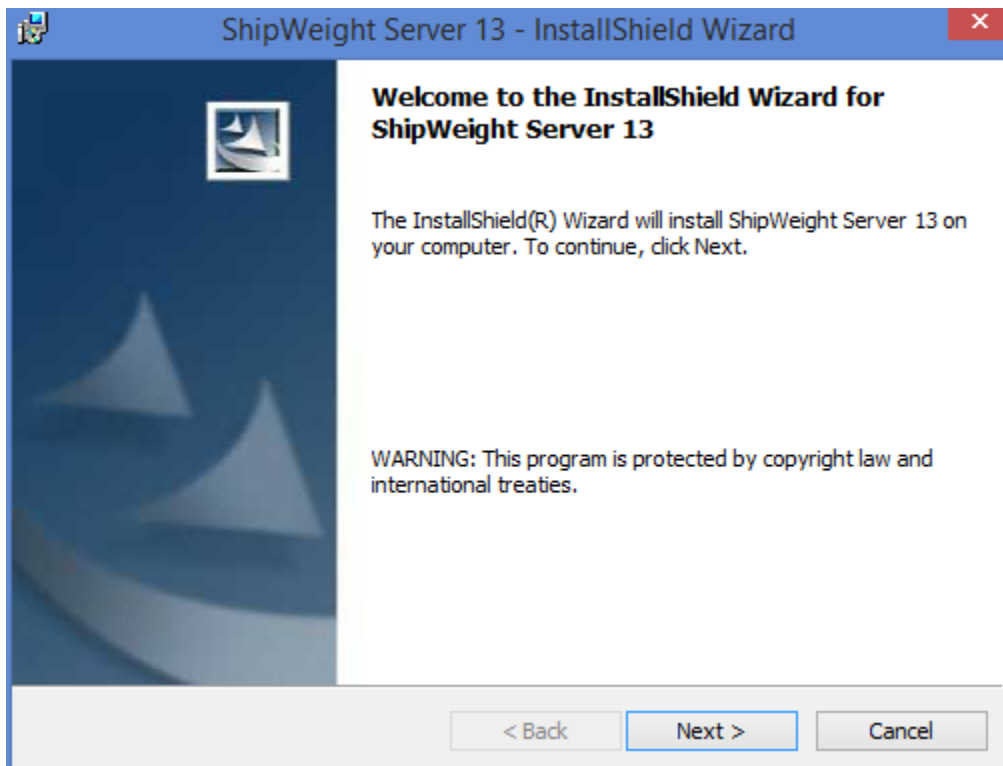 ShipWeight Server 13 - InstallShield Wizard
Welcome to the InstallShield Wizard for
ShipWeight Server 13
The InstallShield(R) Wizard will install ShipWeight Server 13 on
your computer. To continue, click Next.
WARNING: This program is protected by copyright law and
international treaties.
< Back
Next >
Cancel